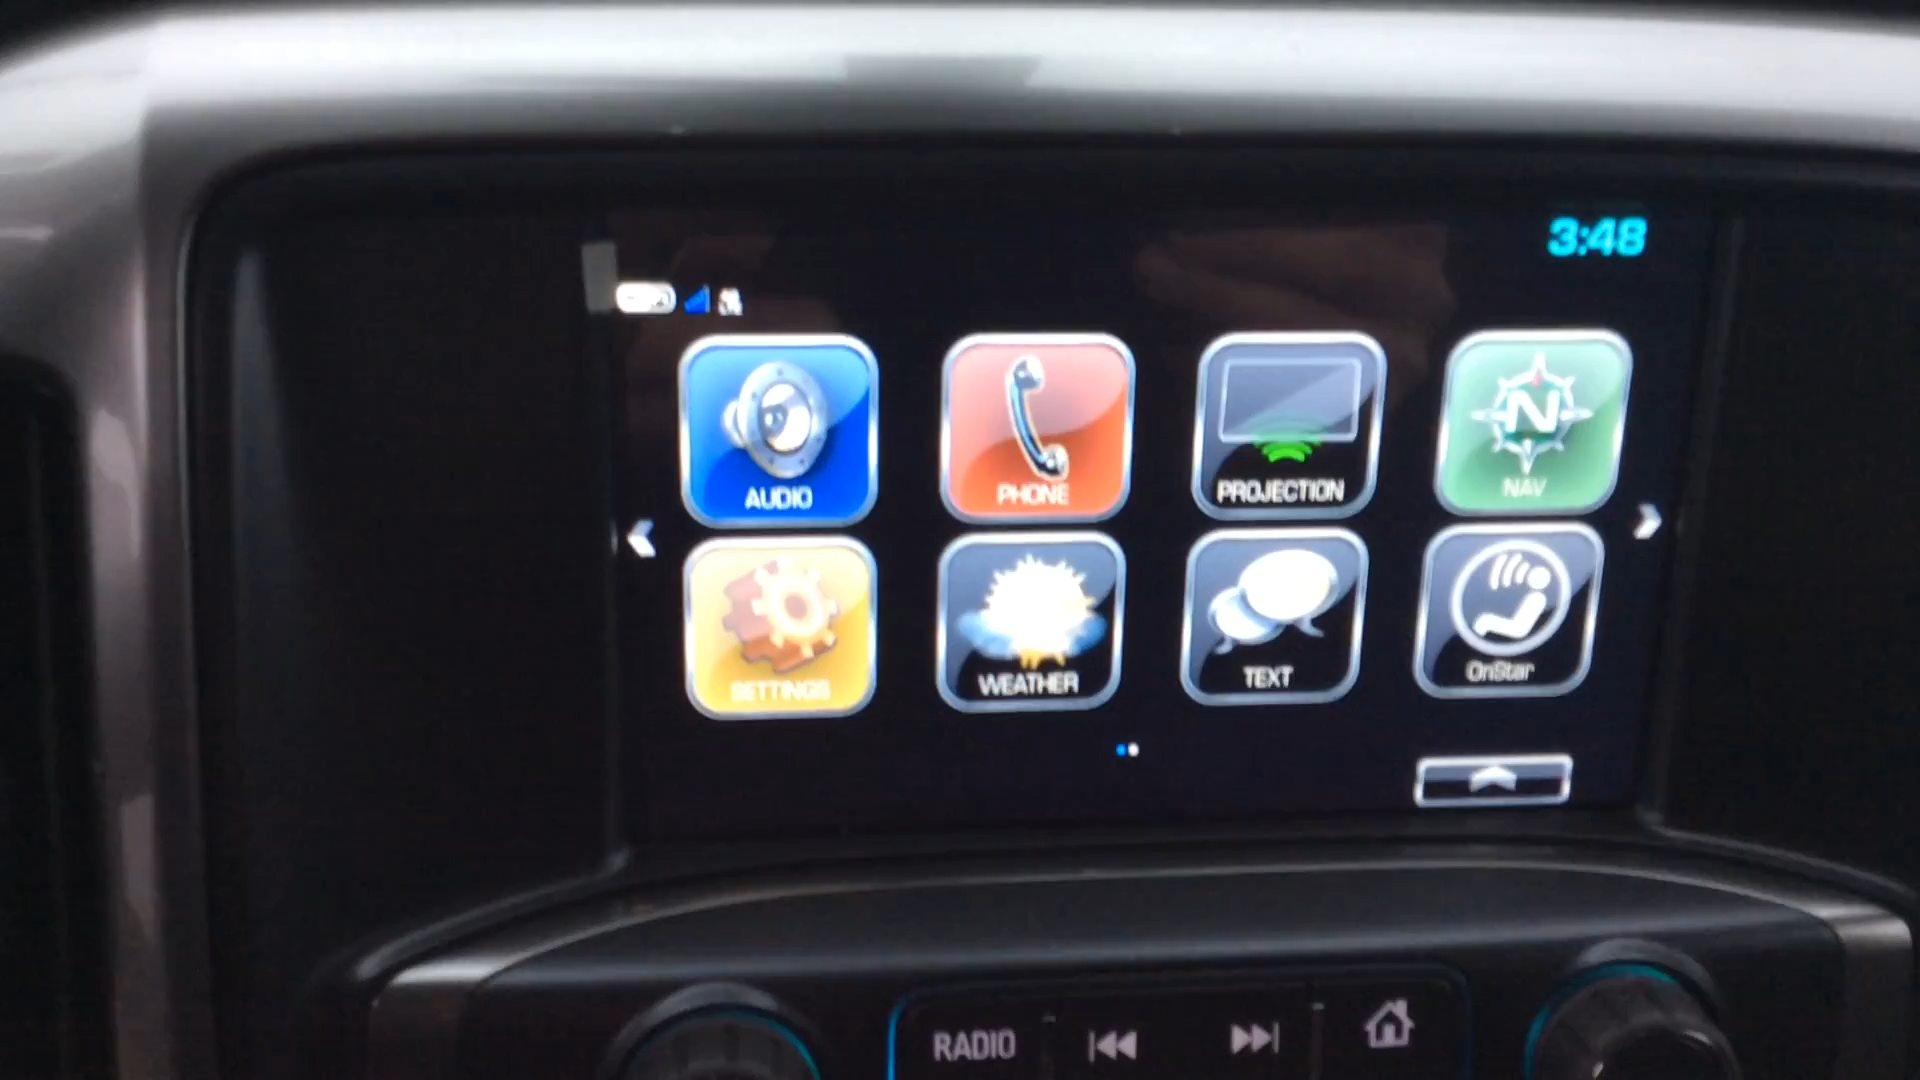 3:48
AUDIO
PHONE
PROJECTION
N
NAV
SETTINGS
WEATHER
TEXT
OnStar
RADIO